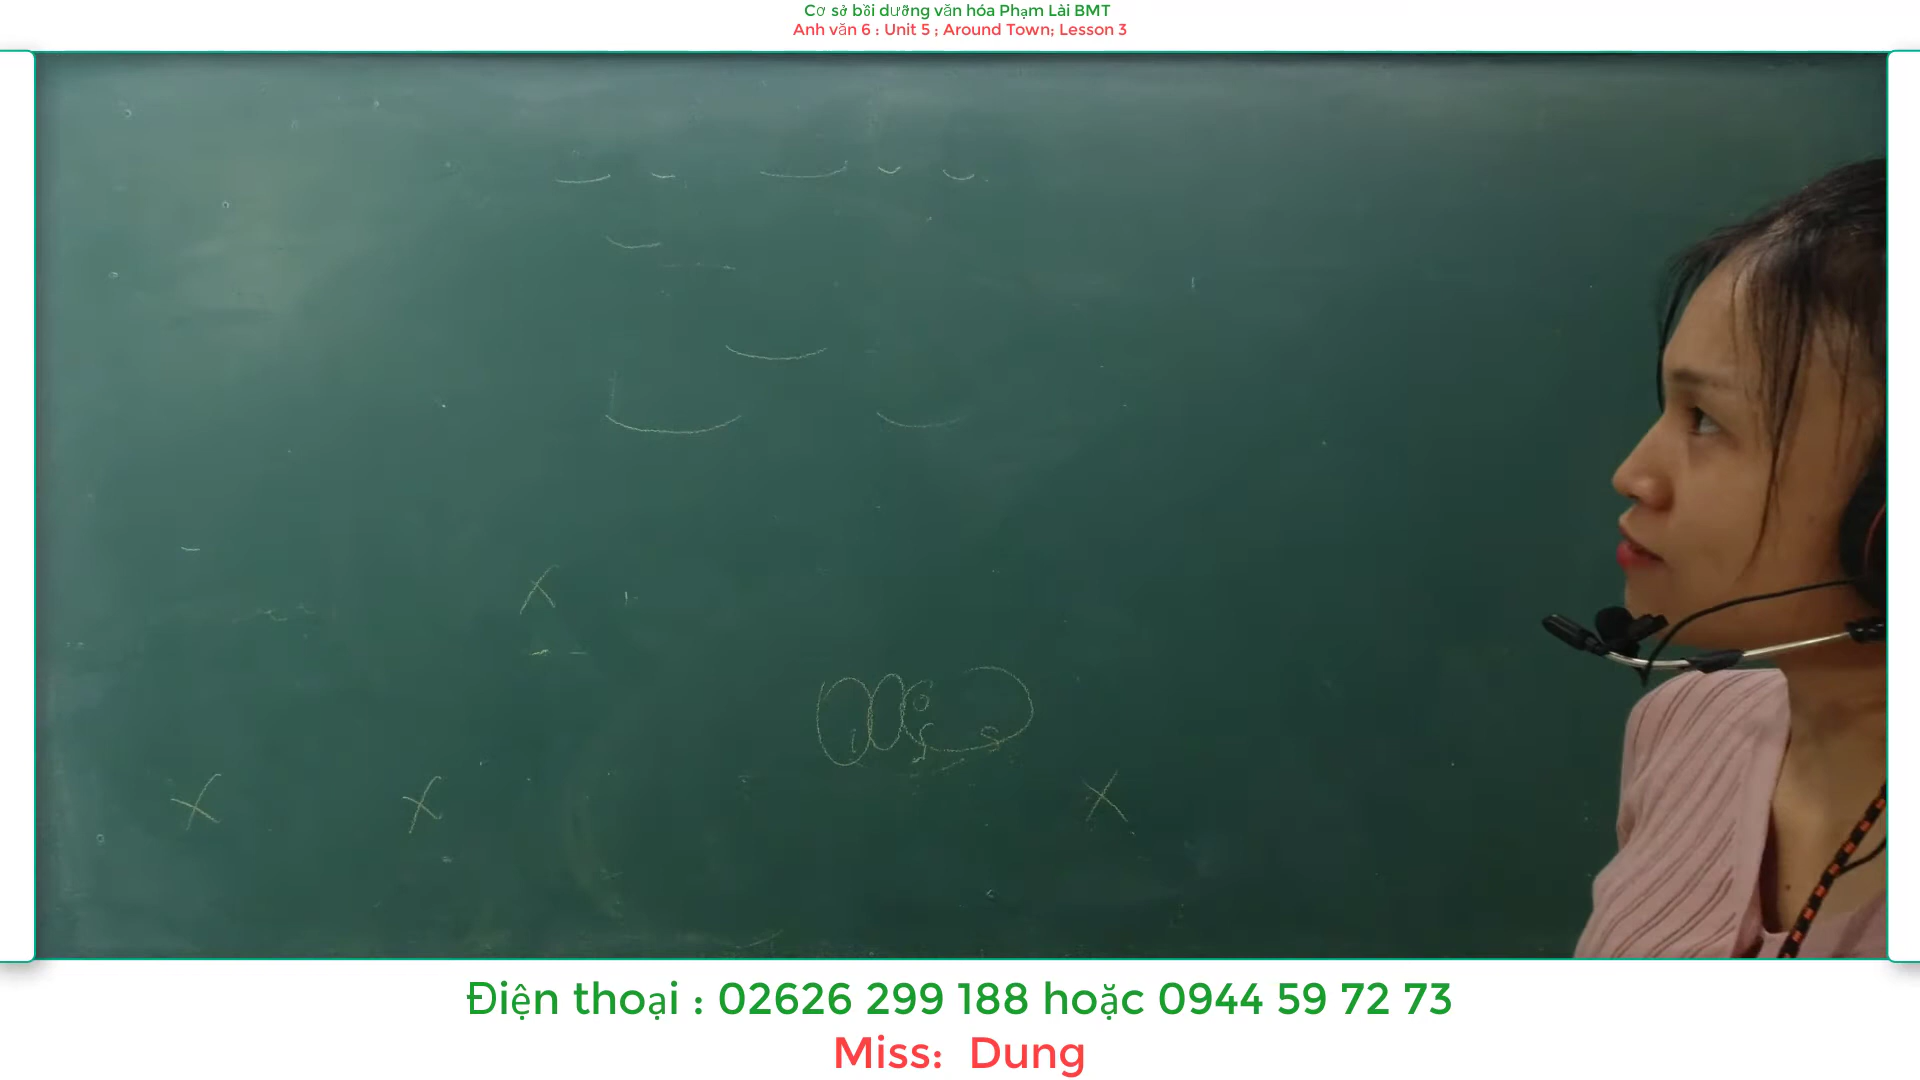 Cơ sở bồi dưỡng văn hóa Phạm Lài BMT
Anh văn 6 : Unit 5 ; Around Town; Lesson 3
Điện thoại : 02626 299 188 hoặc 0944 59 72 73
Miss:  Dung